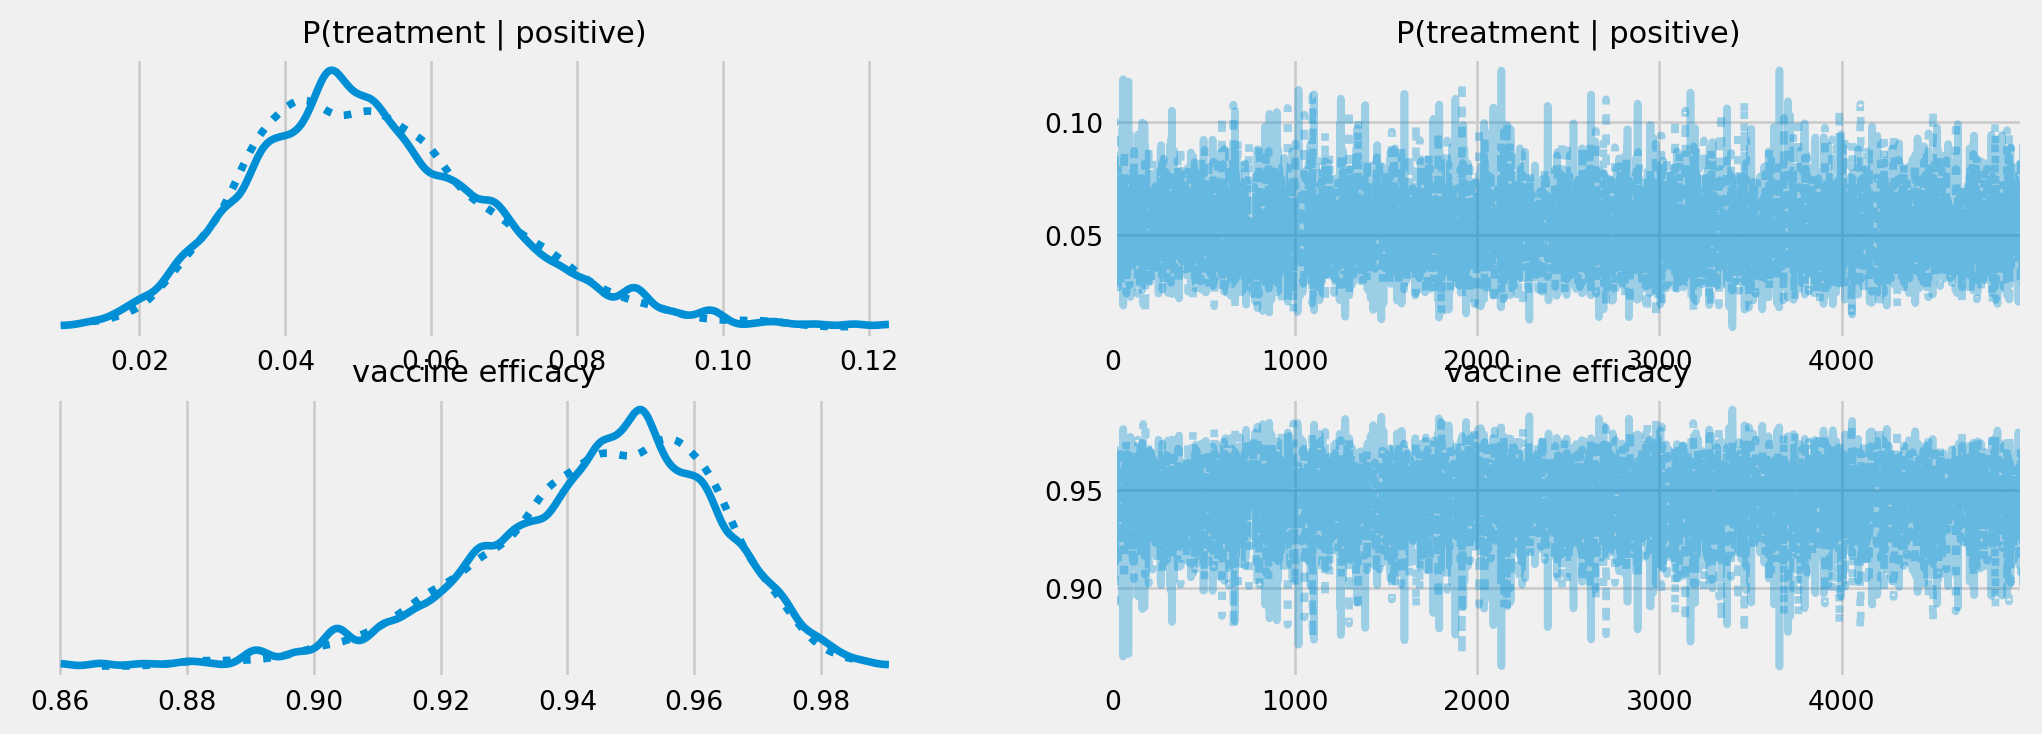 P(treatment | positive)
0.02 0.04 0.06 0.08 0.10 0.12
P(treatment | positive)
0.10
0.05
0 1000 2000 3000 4000
vaccine efficacy
0.86 0.88 0.90 0.92 0.94 0.96 0.98
vaccine efficacy
0.95
0.90
0 1000 2000 3000 4000